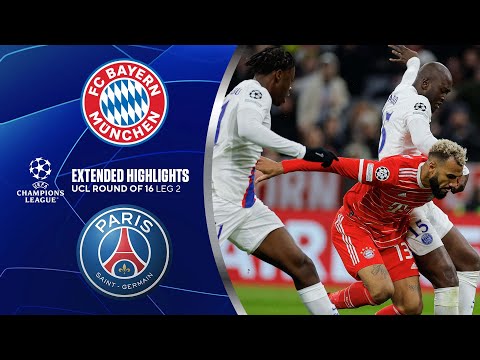 FC BAYERN
MÜNCHEN
UEFA
CHAMPIONS
LEAGUE
EXTENDED HIGHLIGHTS
UCL ROUND OF 16 LEG 2
PARIS
SAINT-GERMAIN
13
15